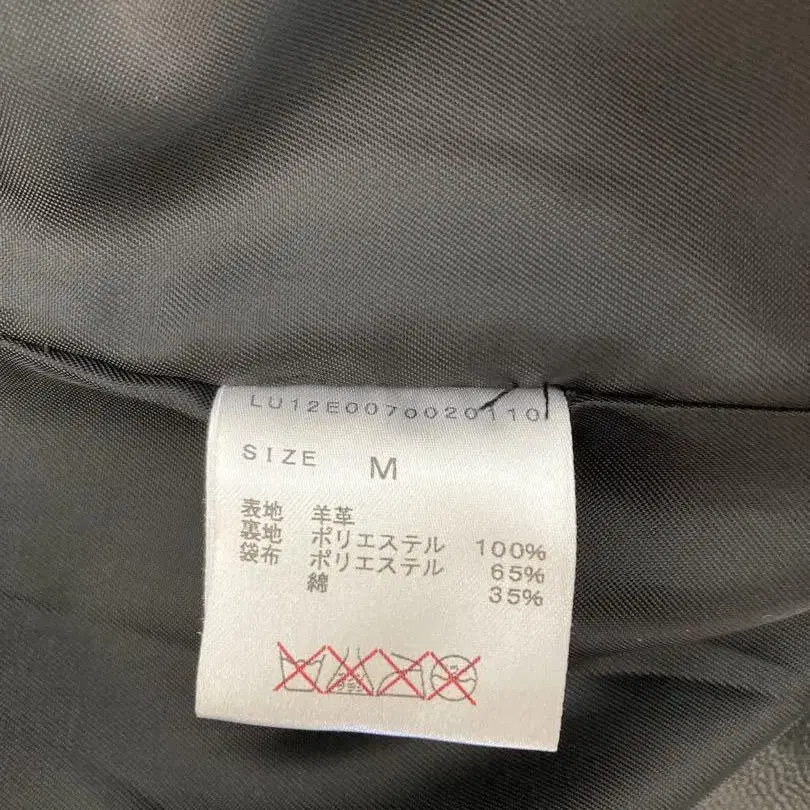 LU12E0070020110
SIZE M
表地 羊革
裏地 ポリエステル 100%
袋布 ポリエステル 65%
綿 35%